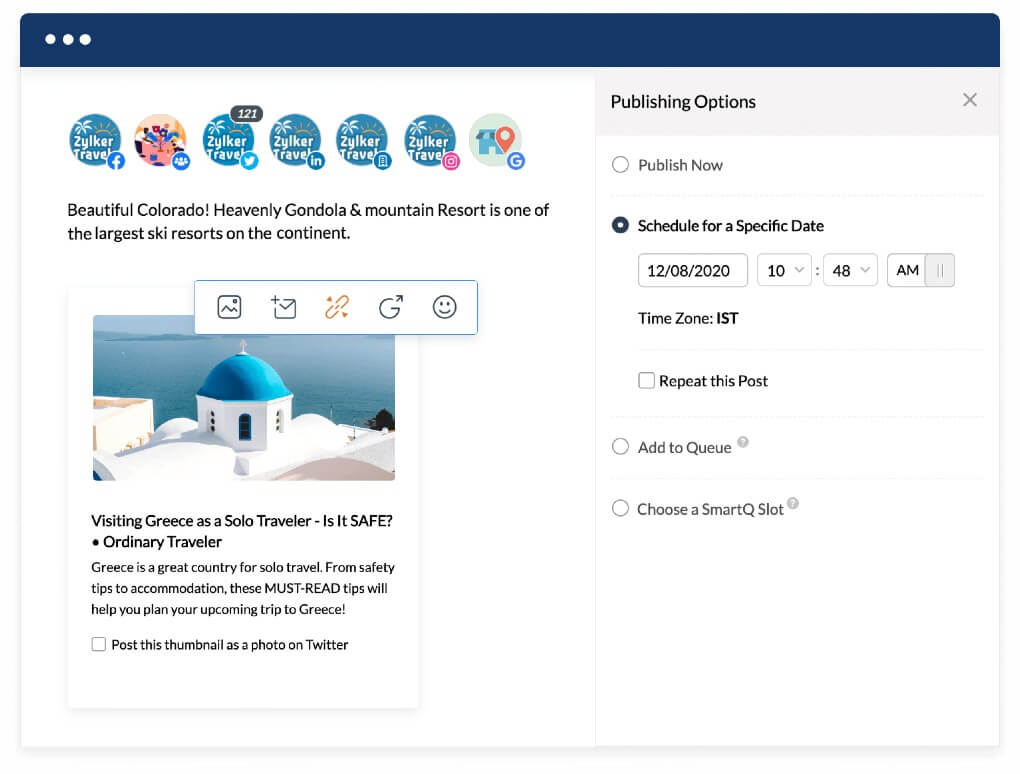 121
Zylker Travel
Zylker Travel
Zylker Travel
Zylker Travel
Zylker Travel
Beautiful Colorado! Heavenly Gondola & mountain Resort is one of
the largest ski resorts on the continent.
Visiting Greece as a Solo Traveler - Is It SAFE?
• Ordinary Traveler
Greece is a great country for solo travel. From safety
tips to accommodation, these MUST-READ tips will
help you plan your upcoming trip to Greece!
Post this thumbnail as a photo on Twitter
Publishing Options
Publish Now
Schedule for a Specific Date
12/08/2020 10 : 48 AM
Time Zone: IST
Repeat this Post
Add to Queue ?
Choose a SmartQ Slot ?